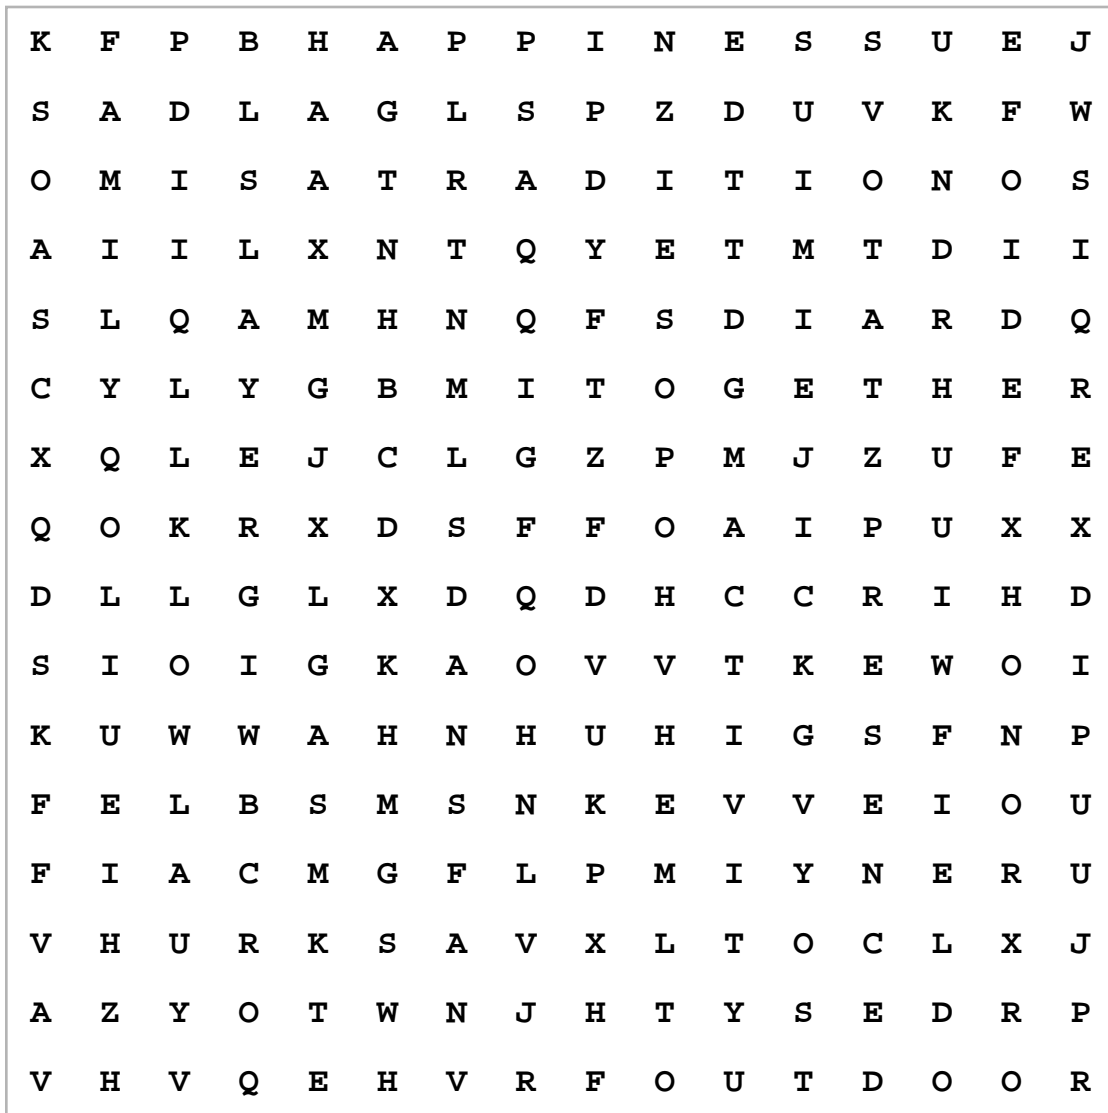 K F P B H A P P I N E S S U E J
S A D L A G L S P Z D U V K F W
O M I S A T R A D I T I O N O S
A I I L X N T Q Y E T M T D I I
S L Q A M H N Q F S D I A R D Q
C Y L Y G B M I T O G E T H E R
X Q L E J C L G Z P M J Z U F E
Q O K R X D S F F O A I P U X X
D L L G L X D Q D H C C R I H D
S I O I G K A O V V T K E W O I
K U W W A H N H U H I G S F N P
F E L B S M S N K E V V E I O U
F I A C M G F L P M I Y N E R U
V H U R K S A V X L T O C L X J
A Z Y O T W N J H T Y S E D R P
V H V Q E H V R F O U T D O O R